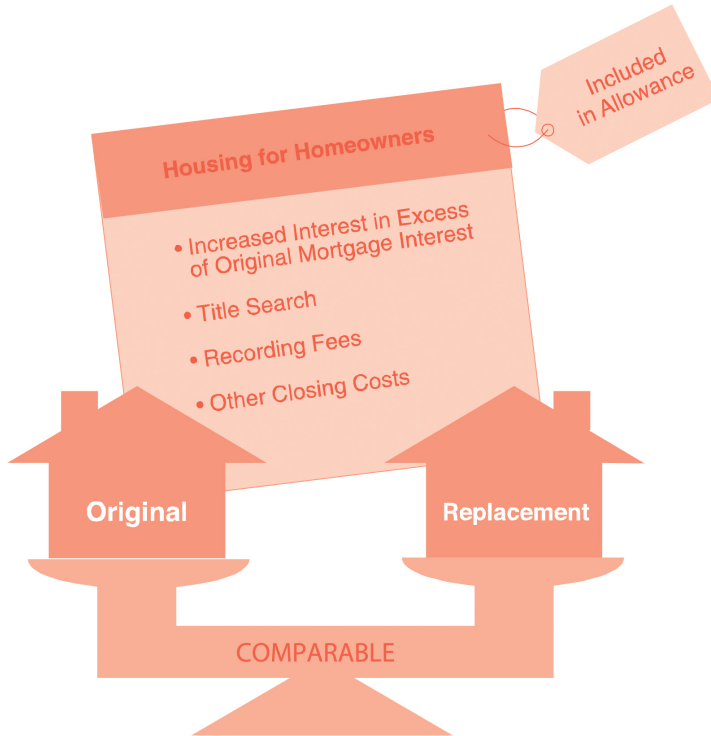 Included
in Allowance
Housing for Homeowners
• Increased Interest in Excess
of Original Mortgage Interest
• Title Search
• Recording Fees
• Other Closing Costs
Original
Replacement
COMPARABLE